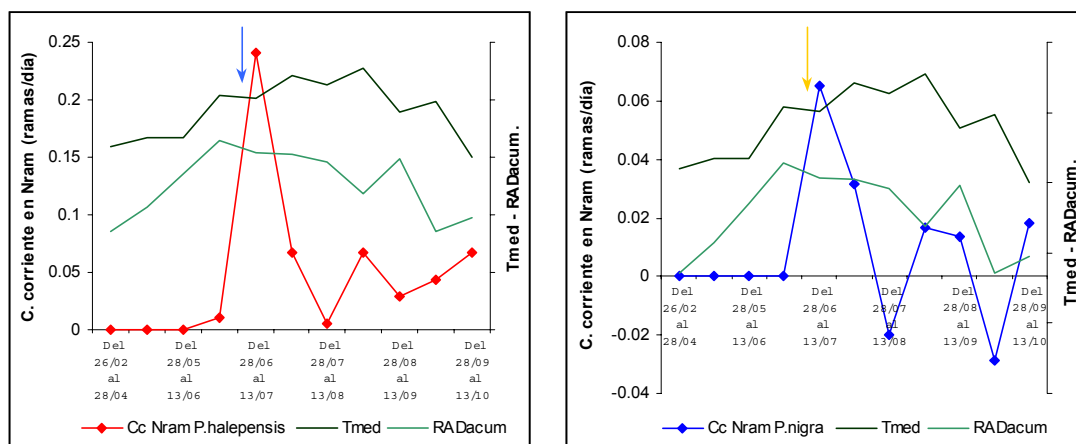 C. corriente en Nram (ramas/día)
0.25
0.2
0.15
0.1
0.05
0
Del 26/02 al 28/04
Del 28/05 al 13/06
Del 28/06 al 13/07
Del 28/07 al 13/08
Del 28/08 al 13/09
Del 28/09 al 13/10
Tmed - RADacum.
Cc Nram P.halepensis
Tmed
RADacum
C. corriente en Nram (ramas/día)
0.08
0.06
0.04
0.02
0
-0.02
-0.04
Del 26/02 al 28/04
Del 28/05 al 13/06
Del 28/06 al 13/07
Del 28/07 al 13/08
Del 28/08 al 13/09
Del 28/09 al 13/10
Tmed - RADacum.
Cc Nram P.nigra
Tmed
RADacum